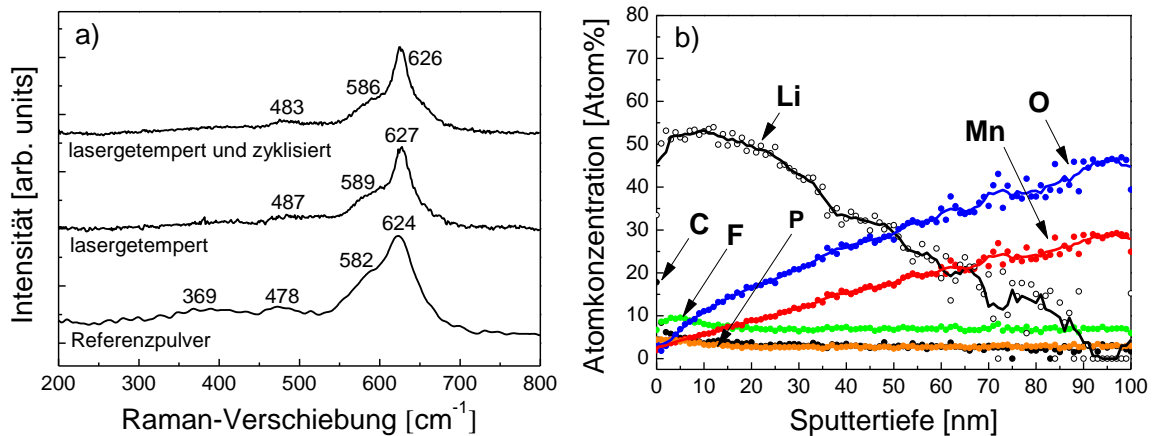 a)
Intensität [arb. units]
626
586
483
lasergetempert und zyklisiert
627
589
487
lasergetempert
624
582
369
478
Referenzpulver
200 300 400 500 600 700 800
Raman-Verschiebung [cm⁻¹]
b)
Atomkonzentration [Atom%]
80
70
60
50
40
30
20
10
0
Li
O
Mn
C
F
P
0 10 20 30 40 50 60 70 80 90 100
Sputtertiefe [nm]